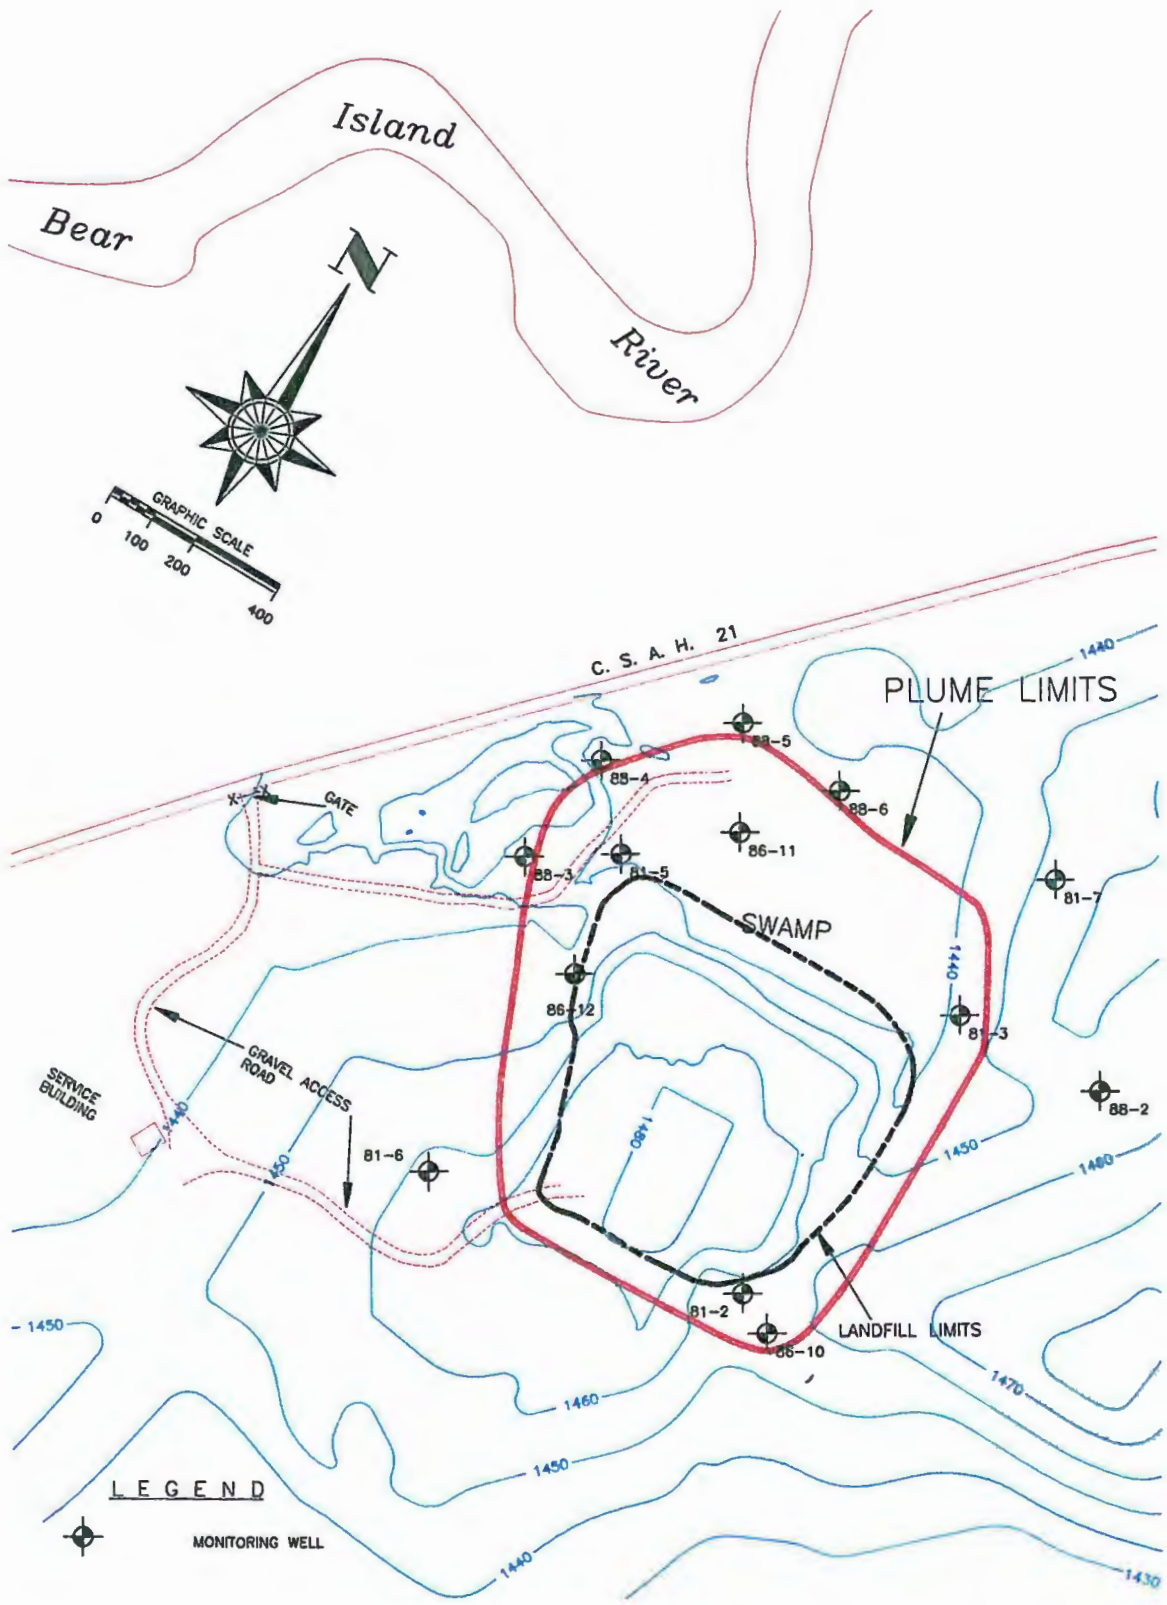 Island
Bear
N
River
GRAPHIC SCALE
0
100
200
400
C. S. A. H. 21
1440
PLUME LIMITS
88-5
88-4
GATE
88-6
86-11
88-3
81-5
81-7
SWAMP
1440
86-12
81-3
GRAVEL ACCESS
ROAD
SERVICE
BUILDING
88-2
1440
1480
81-6
1450
450
1460
81-2
LANDFILL LIMITS
1450
86-10
1470
1460
1450
LEGEND
MONITORING WELL
1440
1430